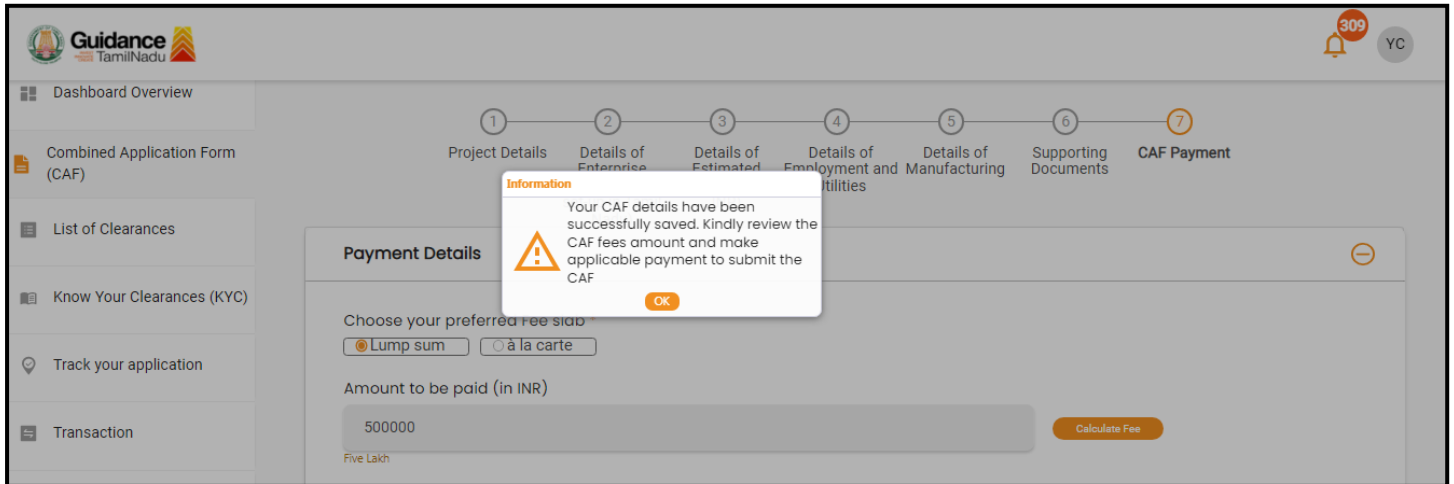 Guidance
TamilNadu
309
YC
Dashboard Overview
Combined Application Form
(CAF)
List of Clearances
Know Your Clearances (KYC)
Track your application
Transaction
1
2
3
4
5
6
7
Project Details
Details of
Enterprise
Details of
Estimated
Details of
Employment and
Utilities
Details of
Manufacturing
Supporting
Documents
CAF Payment
Information
Your CAF details have been
successfully saved. Kindly review the
CAF fees amount and make
applicable payment to submit the
CAF
OK
Payment Details
Choose your preferred Fee slab *
Lump sum
à la carte
Amount to be paid (in INR)
500000
Calculate Fee
Five Lakh